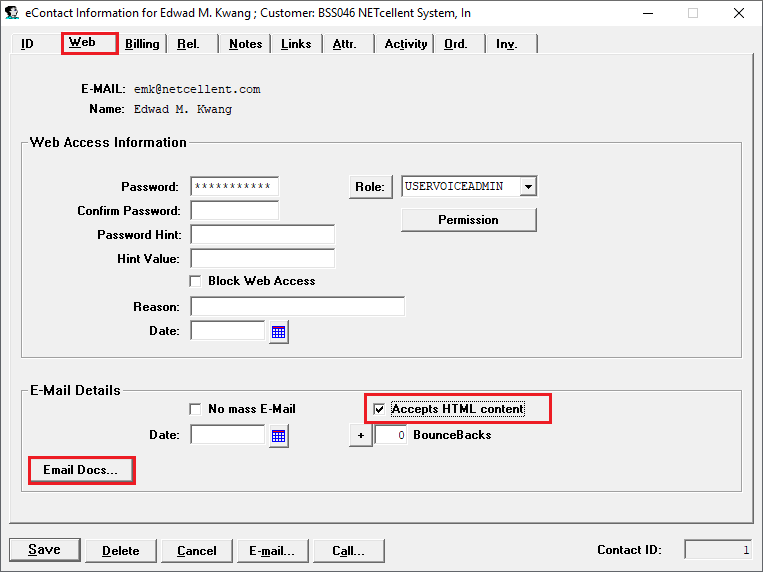 eContact Information for Edwad M. Kwang ; Customer: BSS046 NETcellent System, In
ID Web Billing Rel. Notes Links Attr. Activity Ord. Inv.
E-MAIL: emk@netcellent.com
Name: Edwad M. Kwang
Web Access Information
Password: *********** Role: USERVOICEADMIN
Confirm Password: Permission
Password Hint:
Hint Value:
Block Web Access
Reason:
Date:
E-Mail Details
No mass E-Mail Accepts HTML content
Date: + 0 BounceBacks
Email Docs...
Save Delete Cancel E-mail... Call... Contact ID: 1